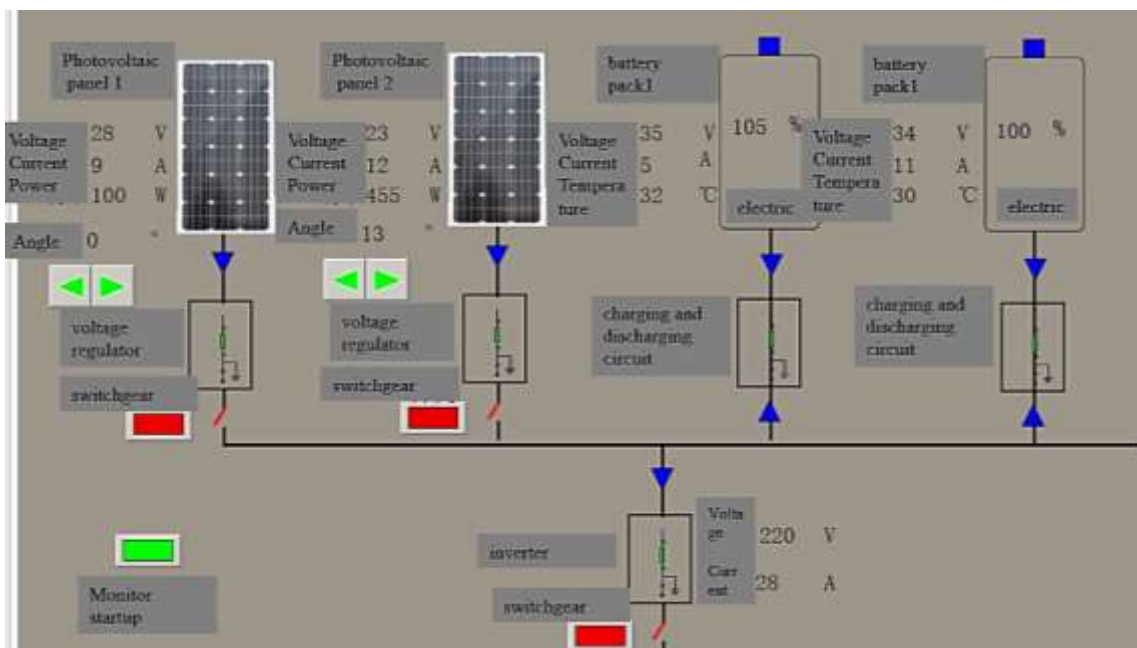 Photovoltaic
panel 1
Voltage 28 V
Current 9 A
Power 100 W
Angle 0 °
voltage
regulator
switchgear
Photovoltaic
panel 2
Voltage 23 V
Current 12 A
Power 455 W
Angle 13 °
voltage
regulator
switchgear
battery
pack1
Voltage 35 V
Current 5 A
Tempera
ture 32 ℃
105 %
electric
charging and
discharging
circuit
battery
pack1
Voltage 34 V
Current 11 A
Tempera
ture 30 ℃
100 %
electric
charging and
discharging
circuit
inverter
Volta
ge 220 V
Curr
ent 28 A
switchgear
Monitor
startup